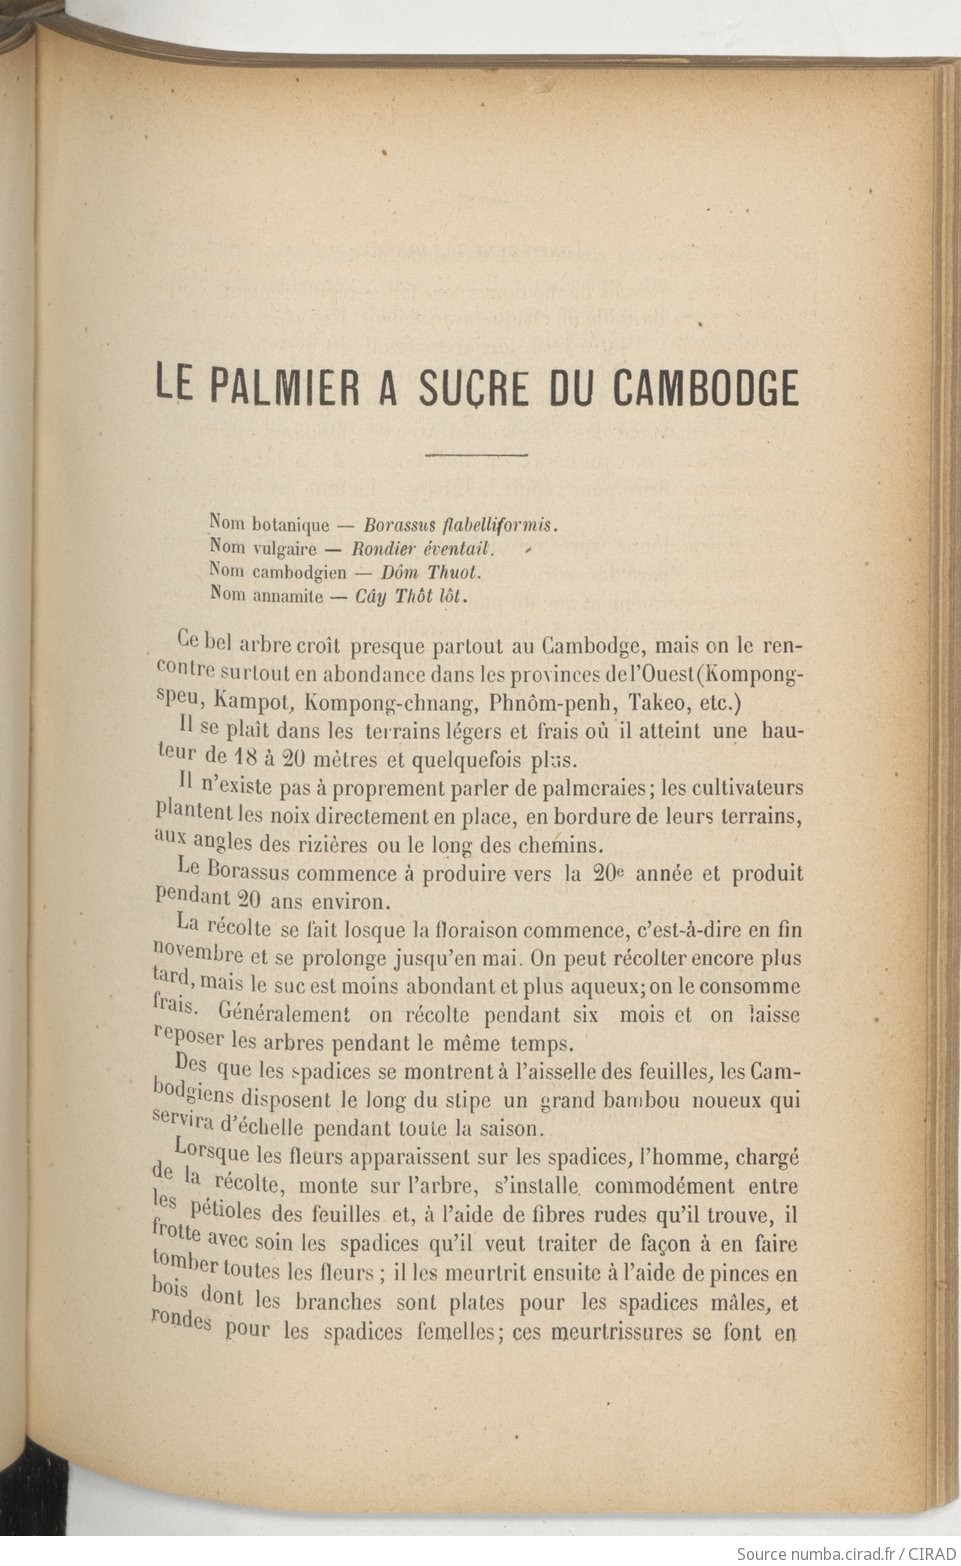 LE PALMIER A SUÇRE DU CAMBODGE
Nom botanique — Borassus flabelliformis.
Nom vulgaire — Rondier éventail.
Nom cambodgien — Dôm Thuot.
Nom annamite — Cây Thôt lôt.
Ce bel arbre croît presque partout au Cambodge, mais on le ren-
contre surtout en abondance dans les provinces de l'Ouest (Kompong-
speu, Kampot, Kompong-chnang, Phnôm-penh, Takeo, etc.)
Il se plaît dans les terrains légers et frais où il atteint une hau-
teur de 18 à 20 mètres et quelquefois plus.
Il n'existe pas à proprement parler de palmeraies; les cultivateurs
plantent les noix directement en place, en bordure de leurs terrains,
aux angles des rizières ou le long des chemins.
Le Borassus commence à produire vers la 20e année et produit
pendant 20 ans environ.
La récolte se fait losque la floraison commence, c'est-à-dire en fin
novembre et se prolonge jusqu'en mai. On peut récolter encore plus
tard, mais le suc est moins abondant et plus aqueux; on le consomme
frais. Généralement on récolte pendant six mois et on laisse
reposer les arbres pendant le même temps.
Des que les spadices se montrent à l'aisselle des feuilles, les Cam-
bodgiens disposent le long du stipe un grand bambou noueux qui
servira d'échelle pendant toute la saison.
Lorsque les fleurs apparaissent sur les spadices, l'homme, chargé
de la récolte, monte sur l'arbre, s'installe commodément entre
les pétioles des feuilles et, à l'aide de fibres rudes qu'il trouve, il
frotte avec soin les spadices qu'il veut traiter de façon à en faire
tomber toutes les fleurs; il les meurtrit ensuite à l'aide de pinces en
bois dont les branches sont plates pour les spadices mâles, et
rondes pour les spadices femelles; ces meurtrissures se font en
Source numba.cirad.fr / CIRAD